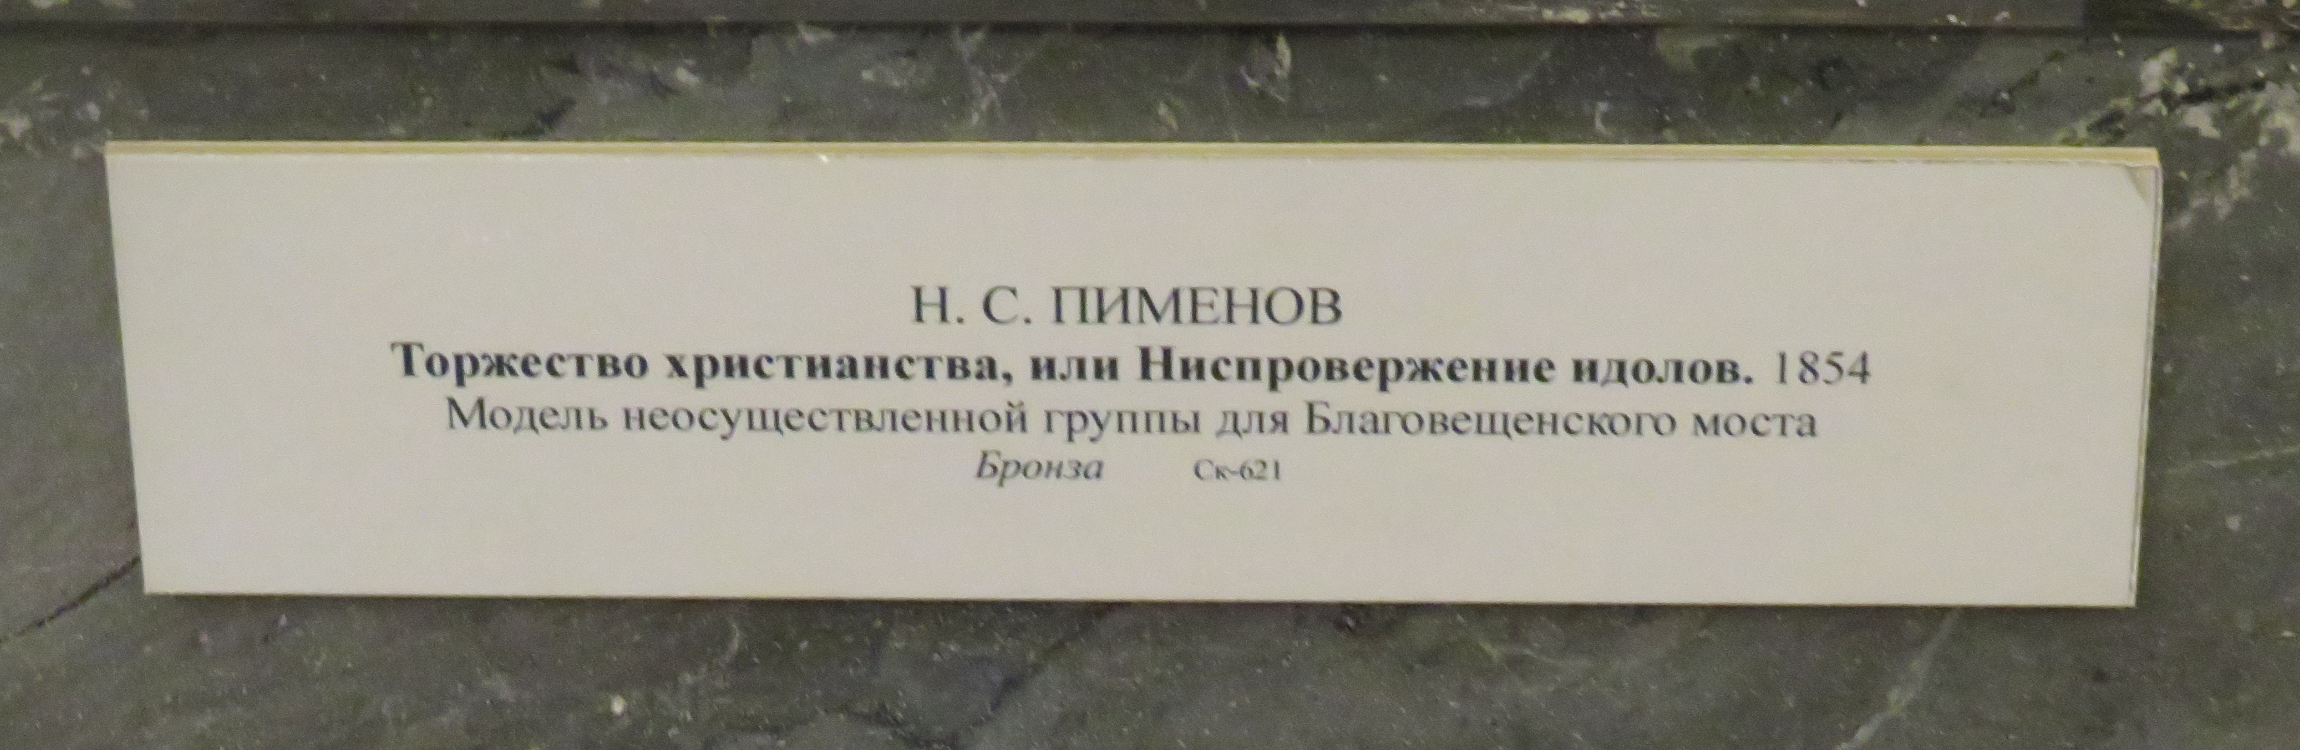 Н. С. ПИМЕНОВ
Торжество христианства, или Ниспровержение идолов. 1854
Модель неосуществленной группы для Благовещенского моста
Бронза Ск-621